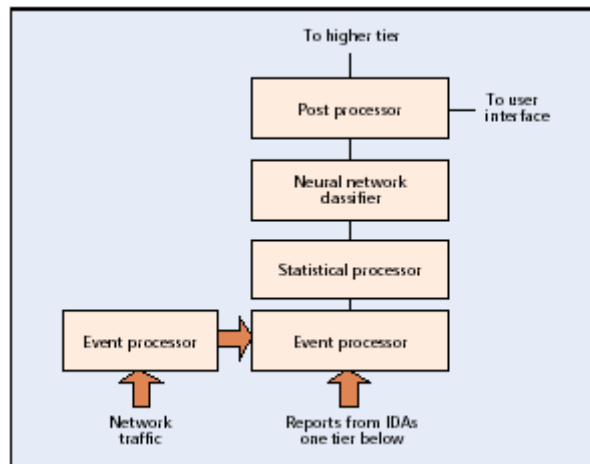 To higher tier
Post processor
To user
interface
Neural network
classifier
Statistical processor
Event processor
Event processor
Network
traffic
Reports from IDAs
one tier below